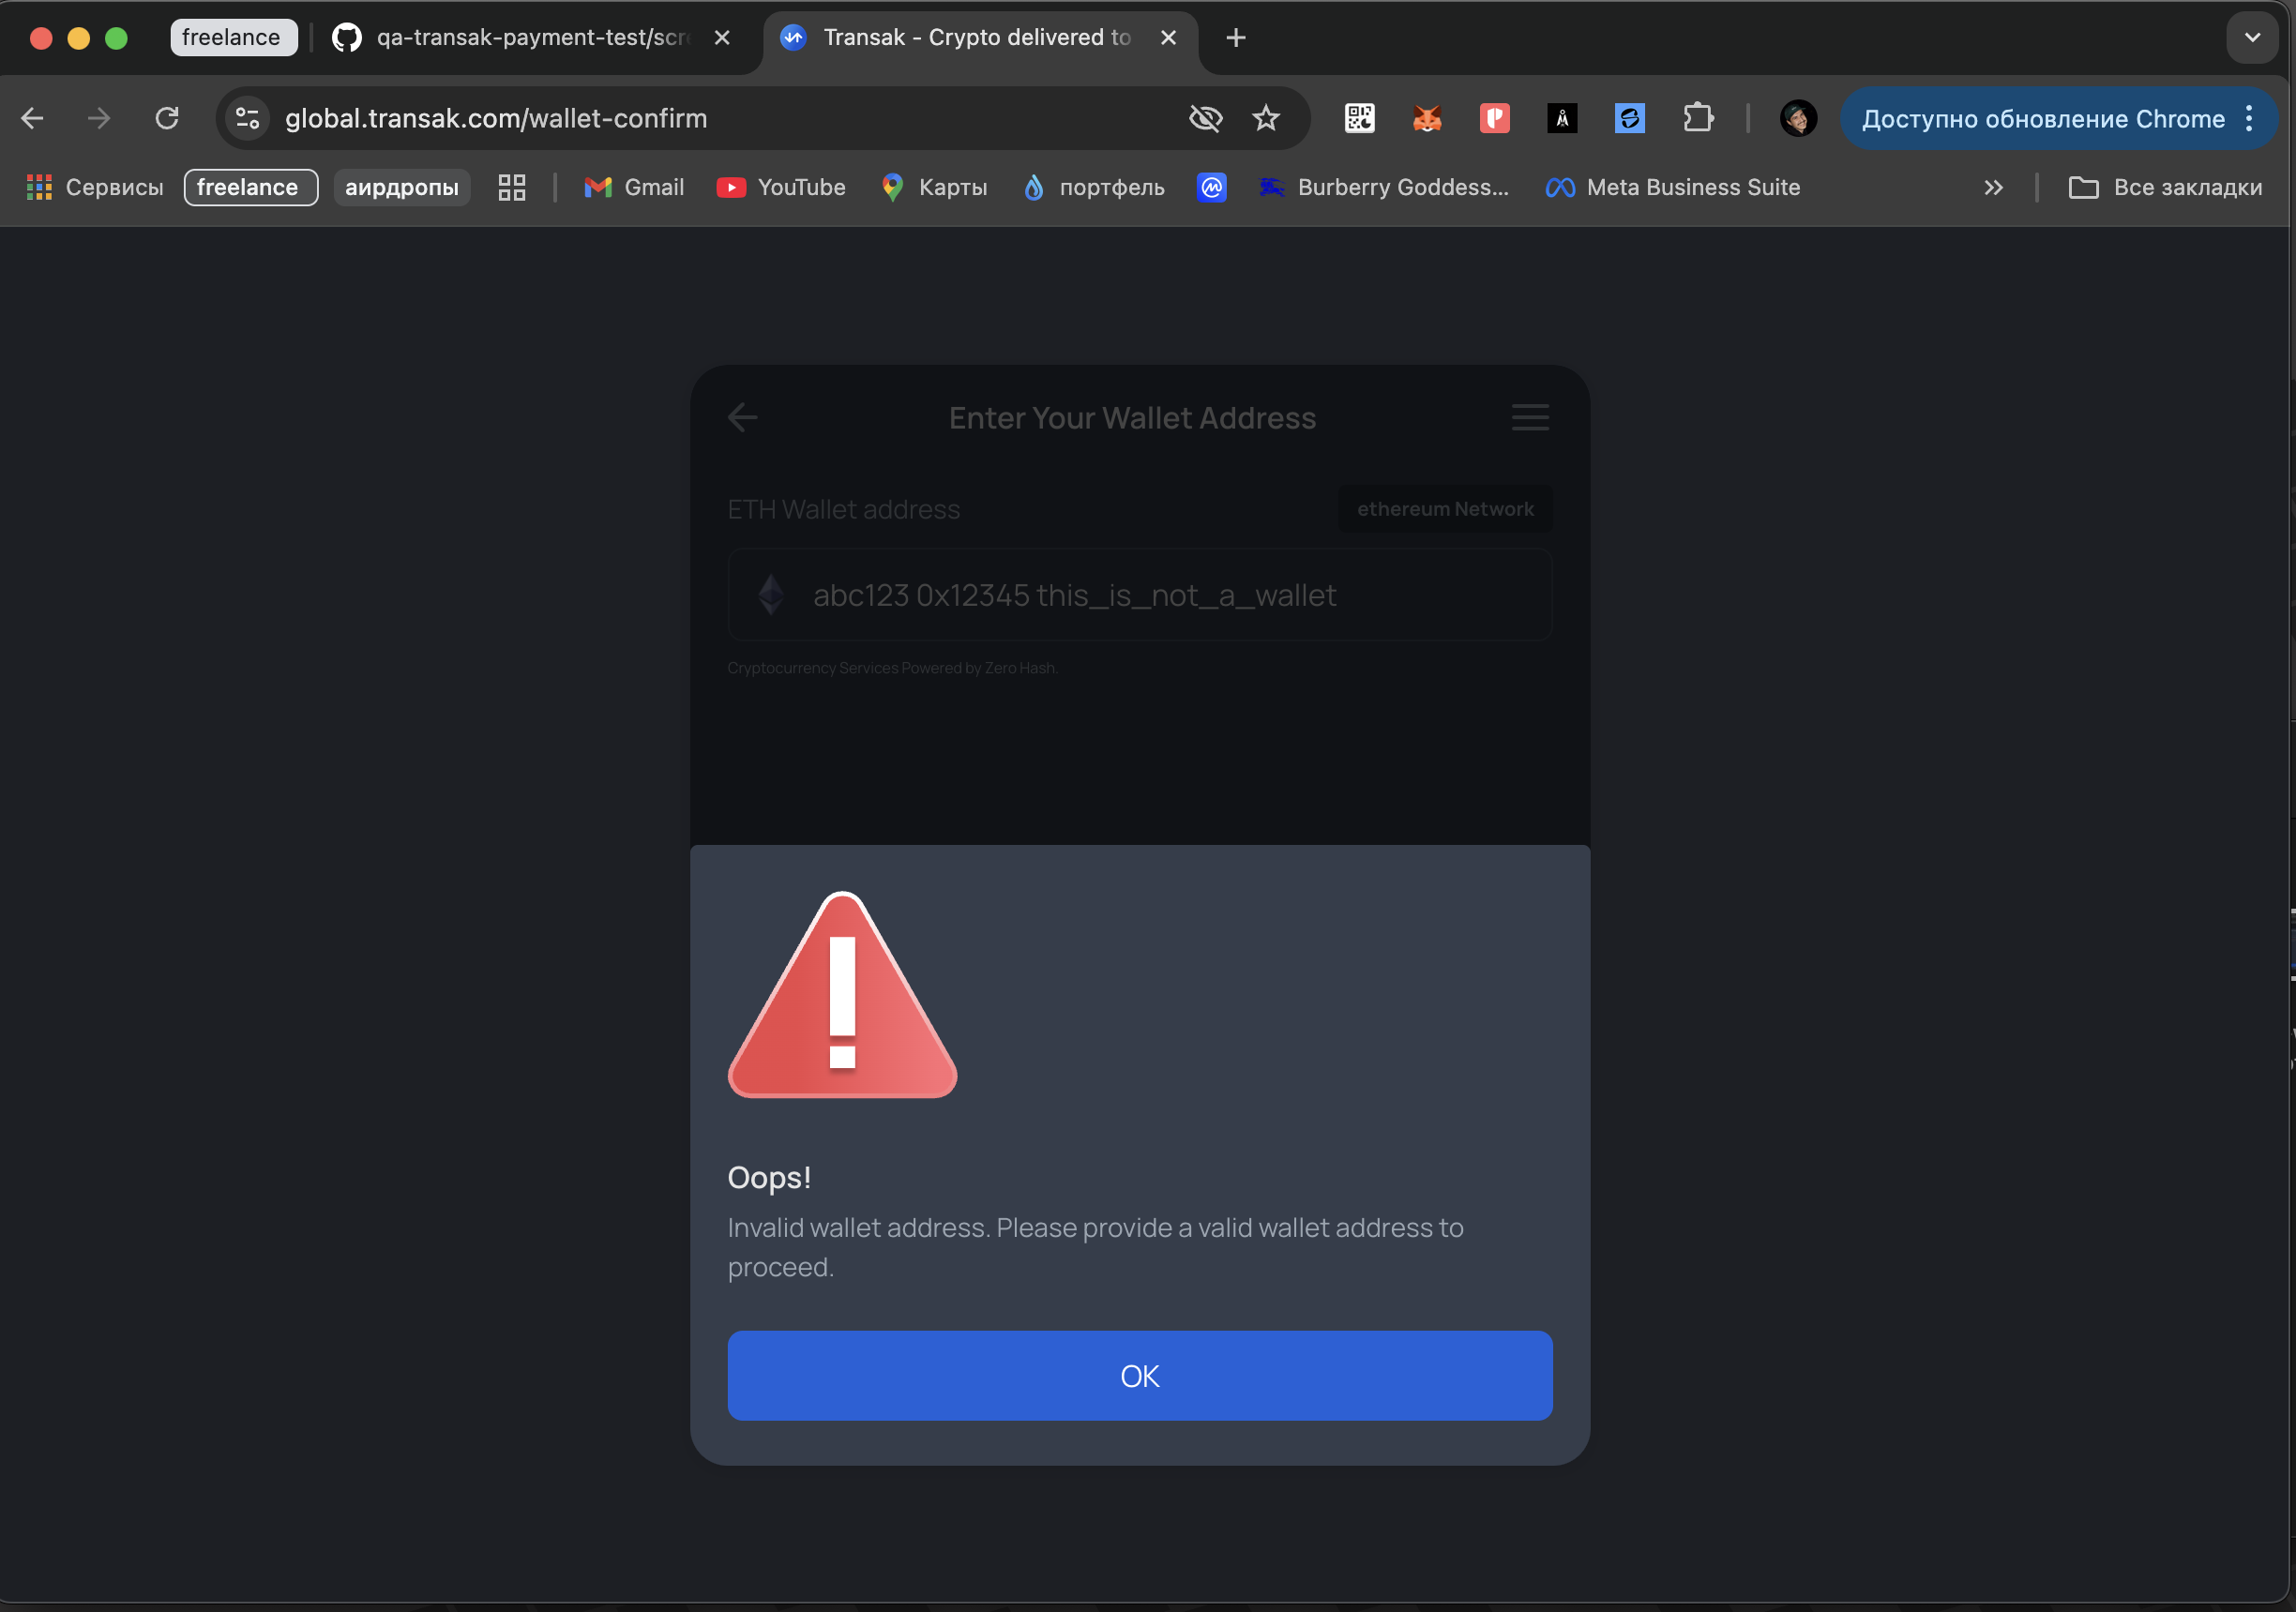 freelance
qa-transak-payment-test/scre
Transak - Crypto delivered to
global.transak.com/wallet-confirm
Доступно обновление Chrome
Сервисы
freelance
аирдропы
Gmail
YouTube
Карты
портфель
Burberry Goddess...
Meta Business Suite
Все закладки
Enter Your Wallet Address
ETH Wallet address
ethereum Network
abc123 0x12345 this_is_not_a_wallet
Cryptocurrency Services Powered by Zero Hash.
Oops!
Invalid wallet address. Please provide a valid wallet address to
proceed.
OK